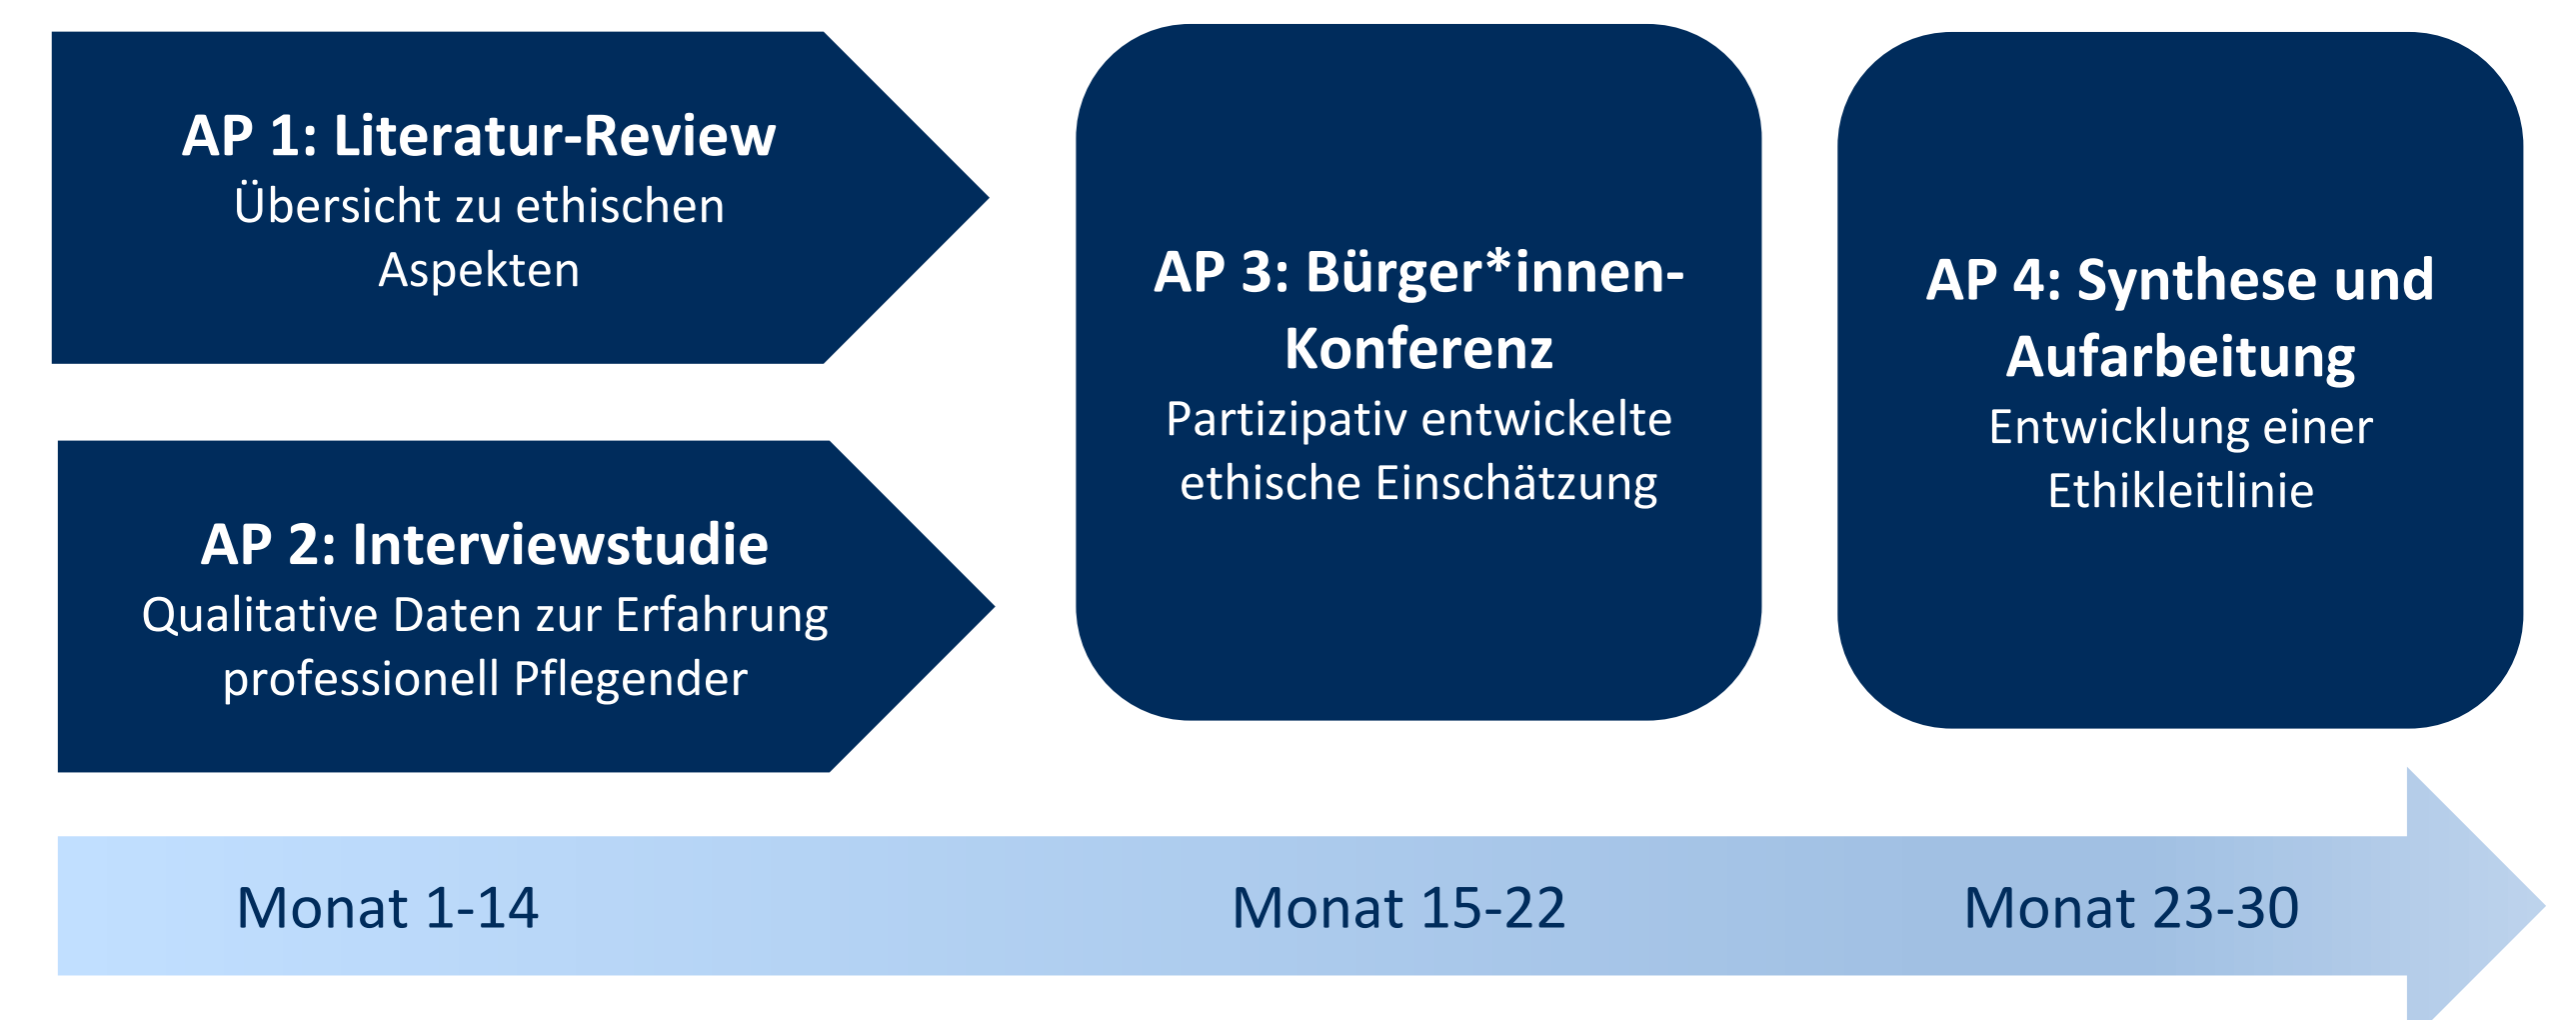 AP 1: Literatur-Review
Übersicht zu ethischen
Aspekten
AP 2: Interviewstudie
Qualitative Daten zur Erfahrung
professionell Pflegender
AP 3: Bürger*innen-
Konferenz
Partizipativ entwickelte
ethische Einschätzung
AP 4: Synthese und
Aufarbeitung
Entwicklung einer
Ethikleitlinie
Monat 1-14
Monat 15-22
Monat 23-30